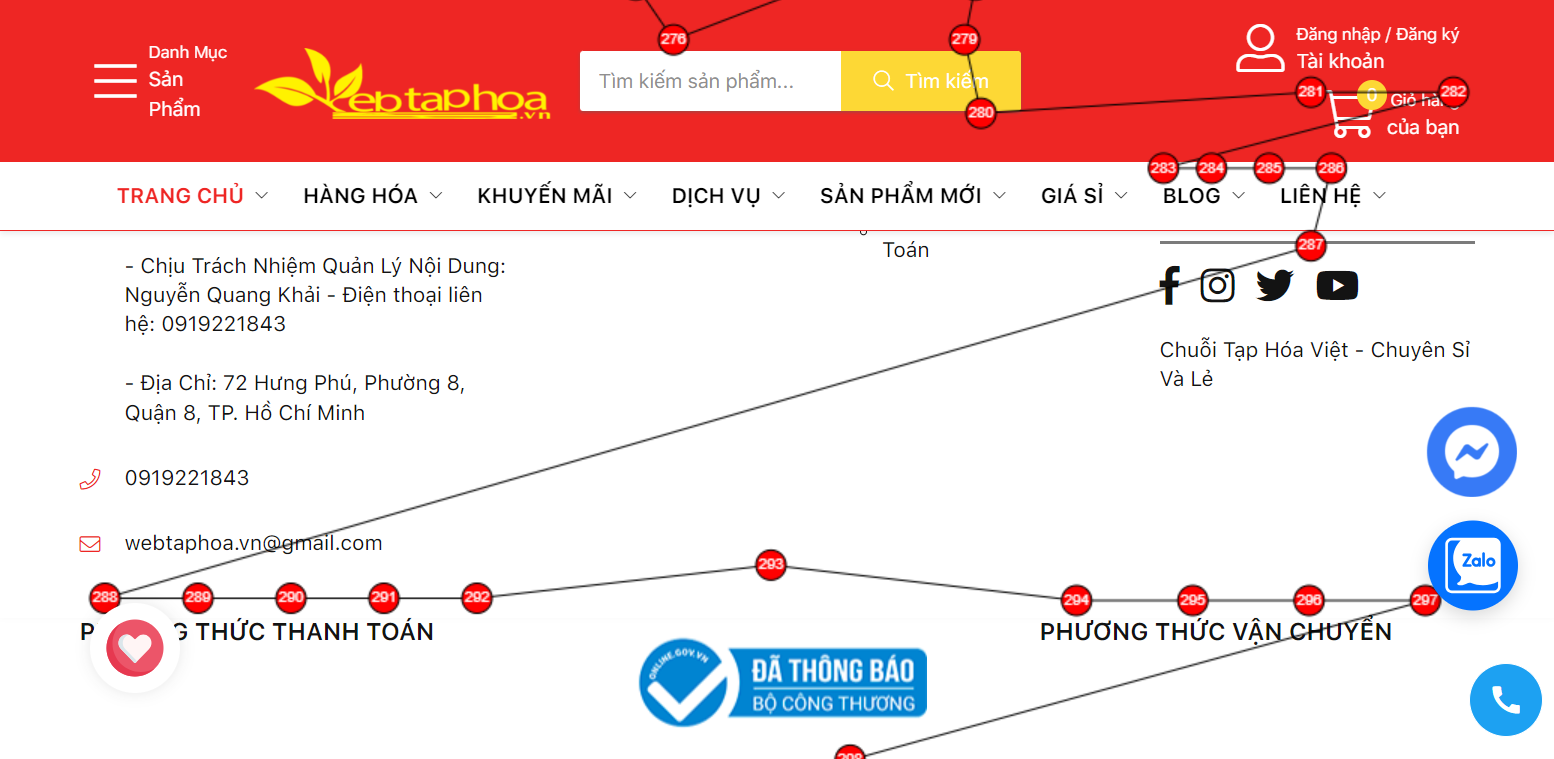 276
279
Danh Mục
Sản
Phẩm
ebtaphoa
.vn
Tìm kiếm sản phẩm...
Tìm kiếm
280
Đăng nhập / Đăng ký
Tài khoản
281
0
Giỏ hàng
282
của bạn
283
284
285
286
TRANG CHỦ
HÀNG HÓA
KHUYẾN MÃI
DỊCH VỤ
SẢN PHẨM MỚI
GIÁ SỈ
BLOG
LIÊN HỆ
287
- Chịu Trách Nhiệm Quản Lý Nội Dung:
Nguyễn Quang Khải - Điện thoại liên
hệ: 0919221843
- Địa Chỉ: 72 Hưng Phú, Phường 8,
Quận 8, TP. Hồ Chí Minh
0919221843
webtaphoa.vn@gmail.com
Toán
Chuỗi Tạp Hóa Việt - Chuyên Sỉ
Và Lẻ
Zalo
288
289
290
291
292
293
294
295
296
297
THỨC THANH TOÁN
ONLINE.GOV.VN
ĐÃ THÔNG BÁO
BỘ CÔNG THƯƠNG
PHƯƠNG THỨC VẬN CHUYỂN